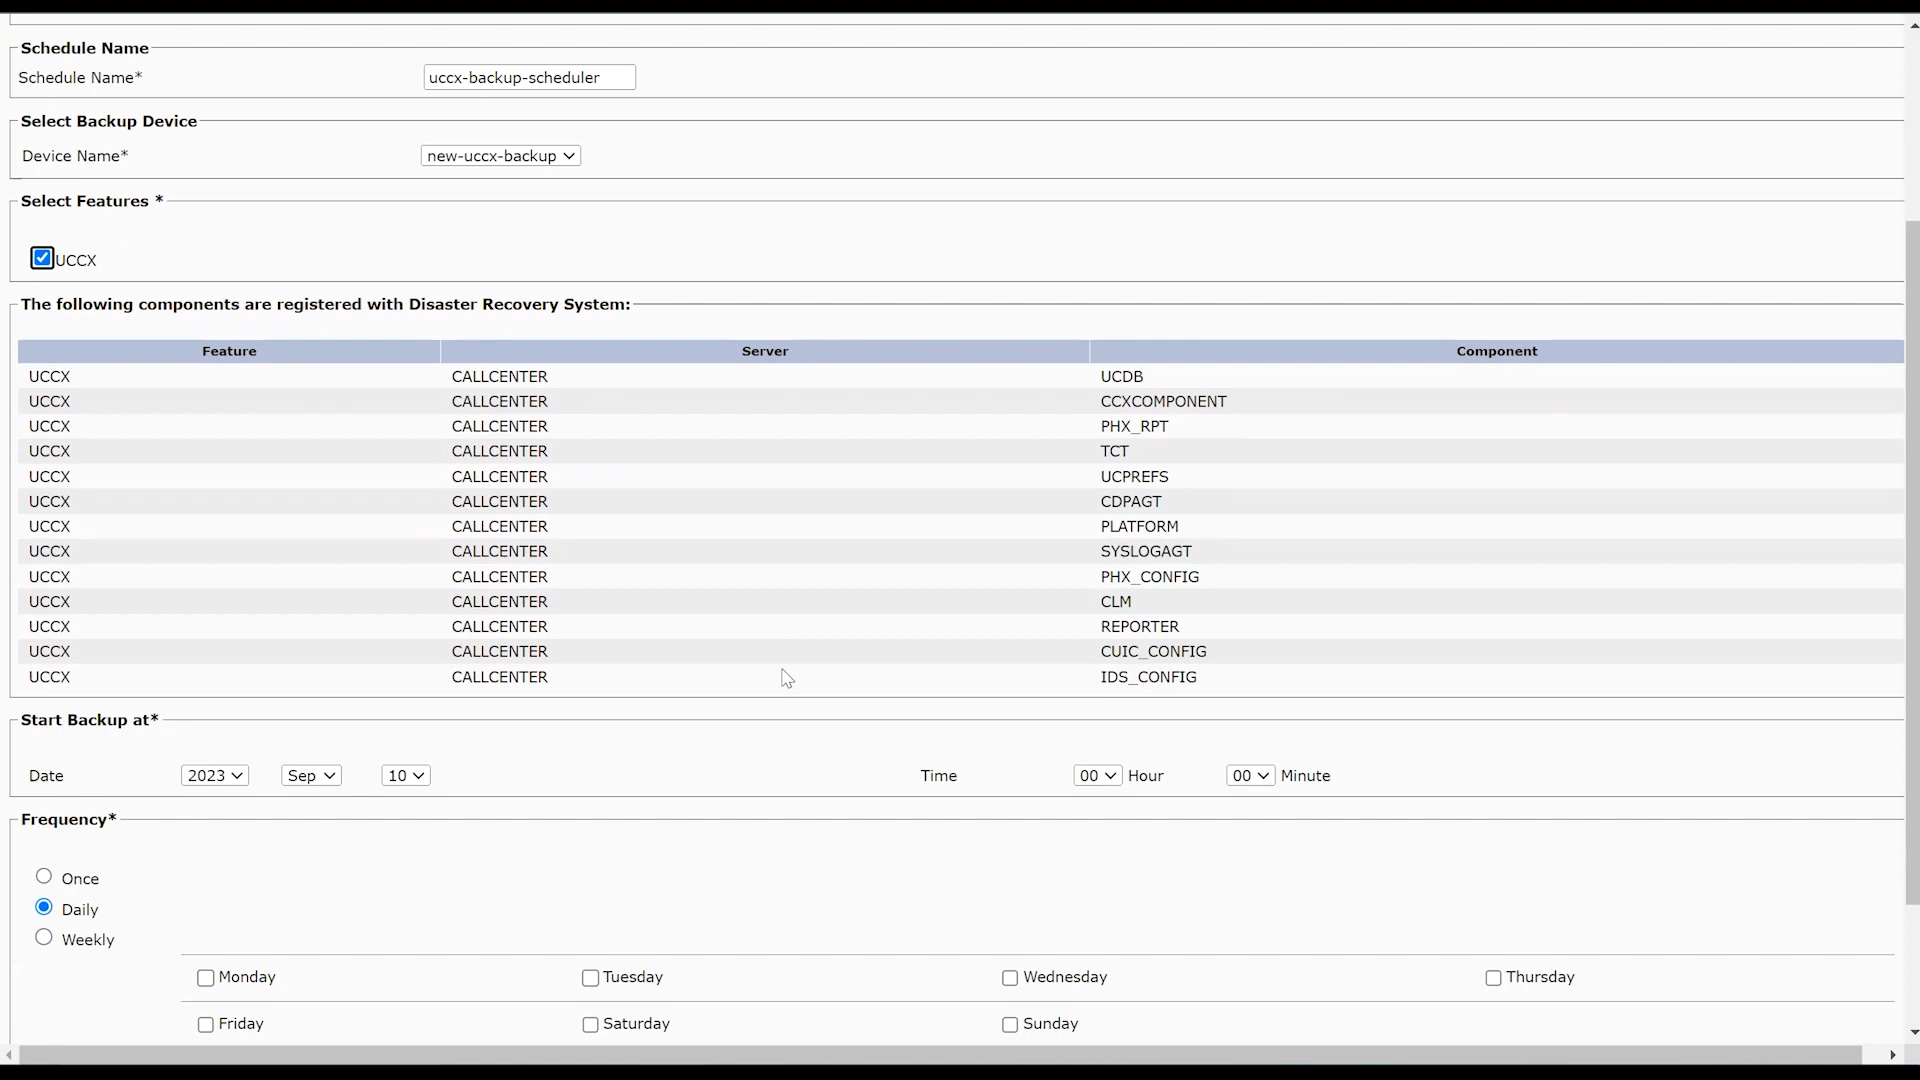 Schedule Name
Schedule Name* uccx-backup-scheduler
Select Backup Device
Device Name* new-uccx-backup
Select Features *
UCCX
The following components are registered with Disaster Recovery System:
Feature Server Component
UCCX CALLCENTER UCDB
UCCX CALLCENTER CCXCOMPONENT
UCCX CALLCENTER PHX_RPT
UCCX CALLCENTER TCT
UCCX CALLCENTER UCPREFS
UCCX CALLCENTER CDPAGT
UCCX CALLCENTER PLATFORM
UCCX CALLCENTER SYSLOGAGT
UCCX CALLCENTER PHX_CONFIG
UCCX CALLCENTER CLM
UCCX CALLCENTER REPORTER
UCCX CALLCENTER CUIC_CONFIG
UCCX CALLCENTER IDS_CONFIG
Start Backup at*
Date 2023 Sep 10 Time 00 Hour 00 Minute
Frequency*
Once
Daily
Weekly
Monday Tuesday Wednesday Thursday
Friday Saturday Sunday